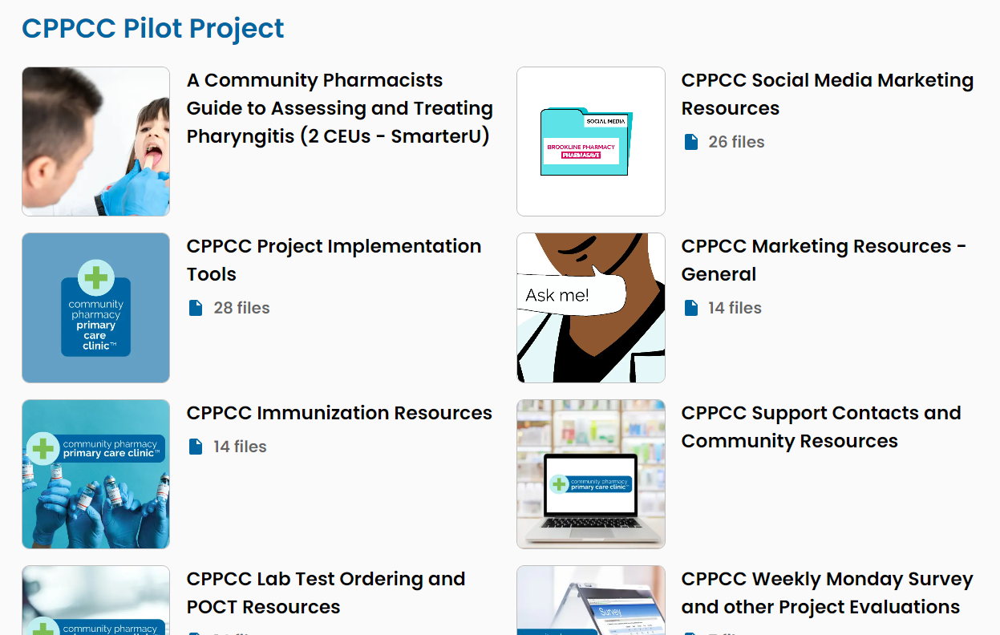 CPPCC Pilot Project
A Community Pharmacists
Guide to Assessing and Treating
Pharyngitis (2 CEUs - SmarterU)
SOCIAL MEDIA
BROOKLINE PHARMACY
PHARMASAVE
CPPCC Social Media Marketing
Resources
26 files
community
pharmacy
primary
care
clinic™
CPPCC Project Implementation
Tools
28 files
Ask me!
CPPCC Marketing Resources -
General
14 files
community pharmacy
primary care clinic™
CPPCC Immunization Resources
14 files
community pharmacy
primary care clinic™
CPPCC Support Contacts and
Community Resources
community pharmacy
CPPCC Lab Test Ordering and
POCT Resources
Survey
CPPCC Weekly Monday Survey
and other Project Evaluations